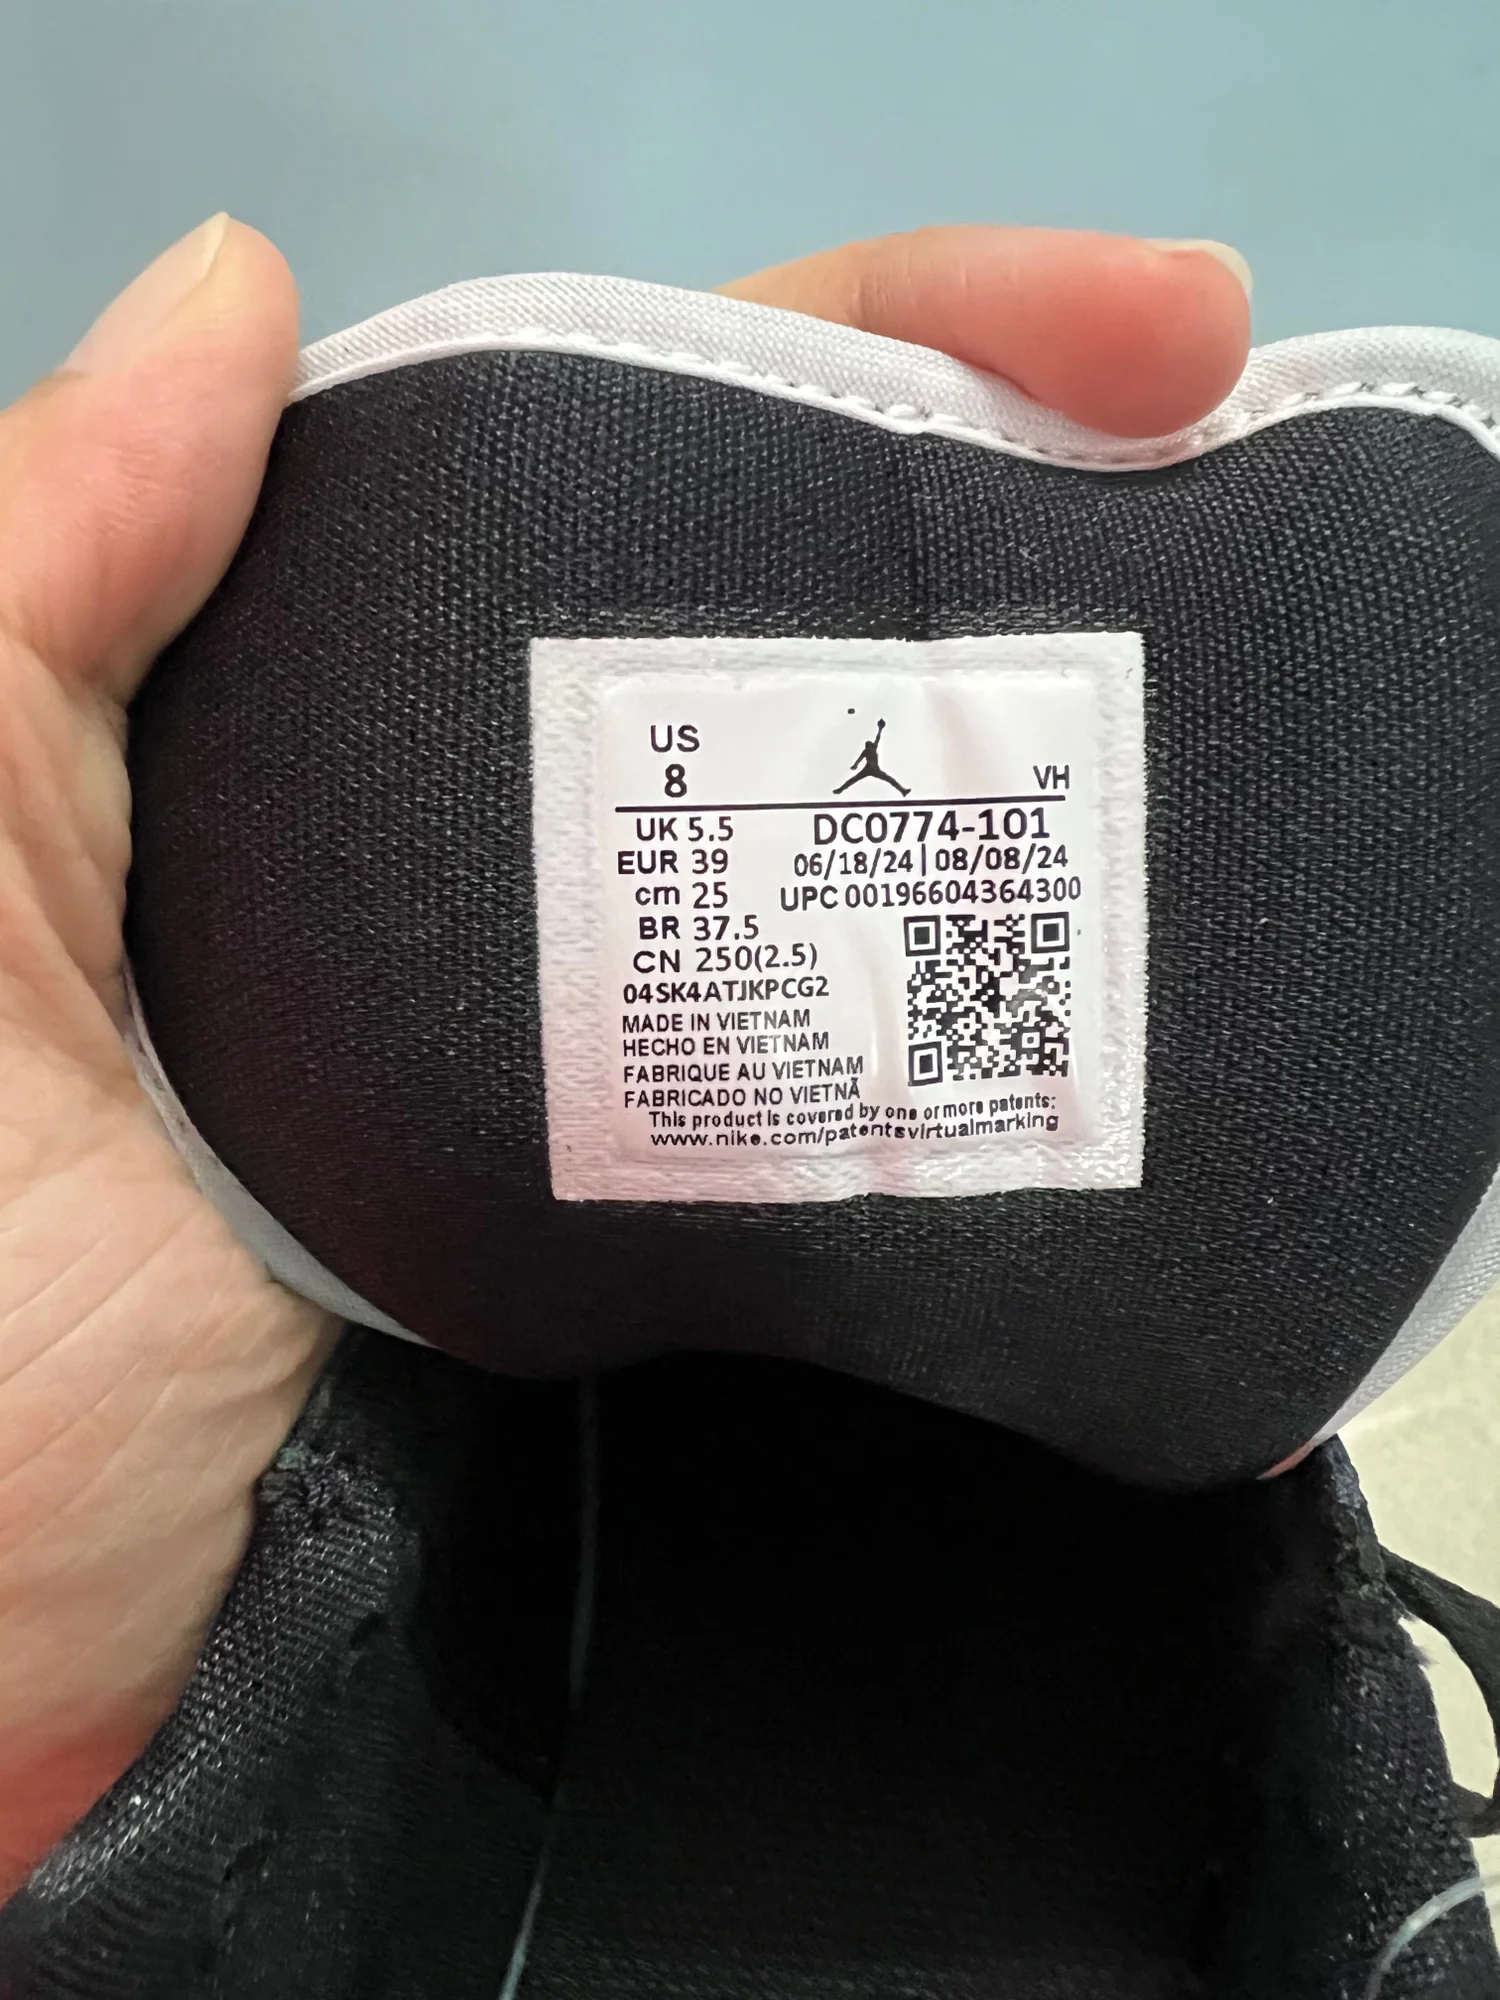 US
8
VH
UK 5.5
DC0774-101
EUR 39
06/18/24 | 08/08/24
cm 25
UPC 00196604364300
BR 37.5
CN 250(2.5)
04SK4ATJKPCG2
MADE IN VIETNAM
HECHO EN VIETNAM
FABRIQUE AU VIETNAM
FABRICADO NO VIETNÃ
This product is covered by one or more patents:
www.nike.com/patentsvirtualmarking